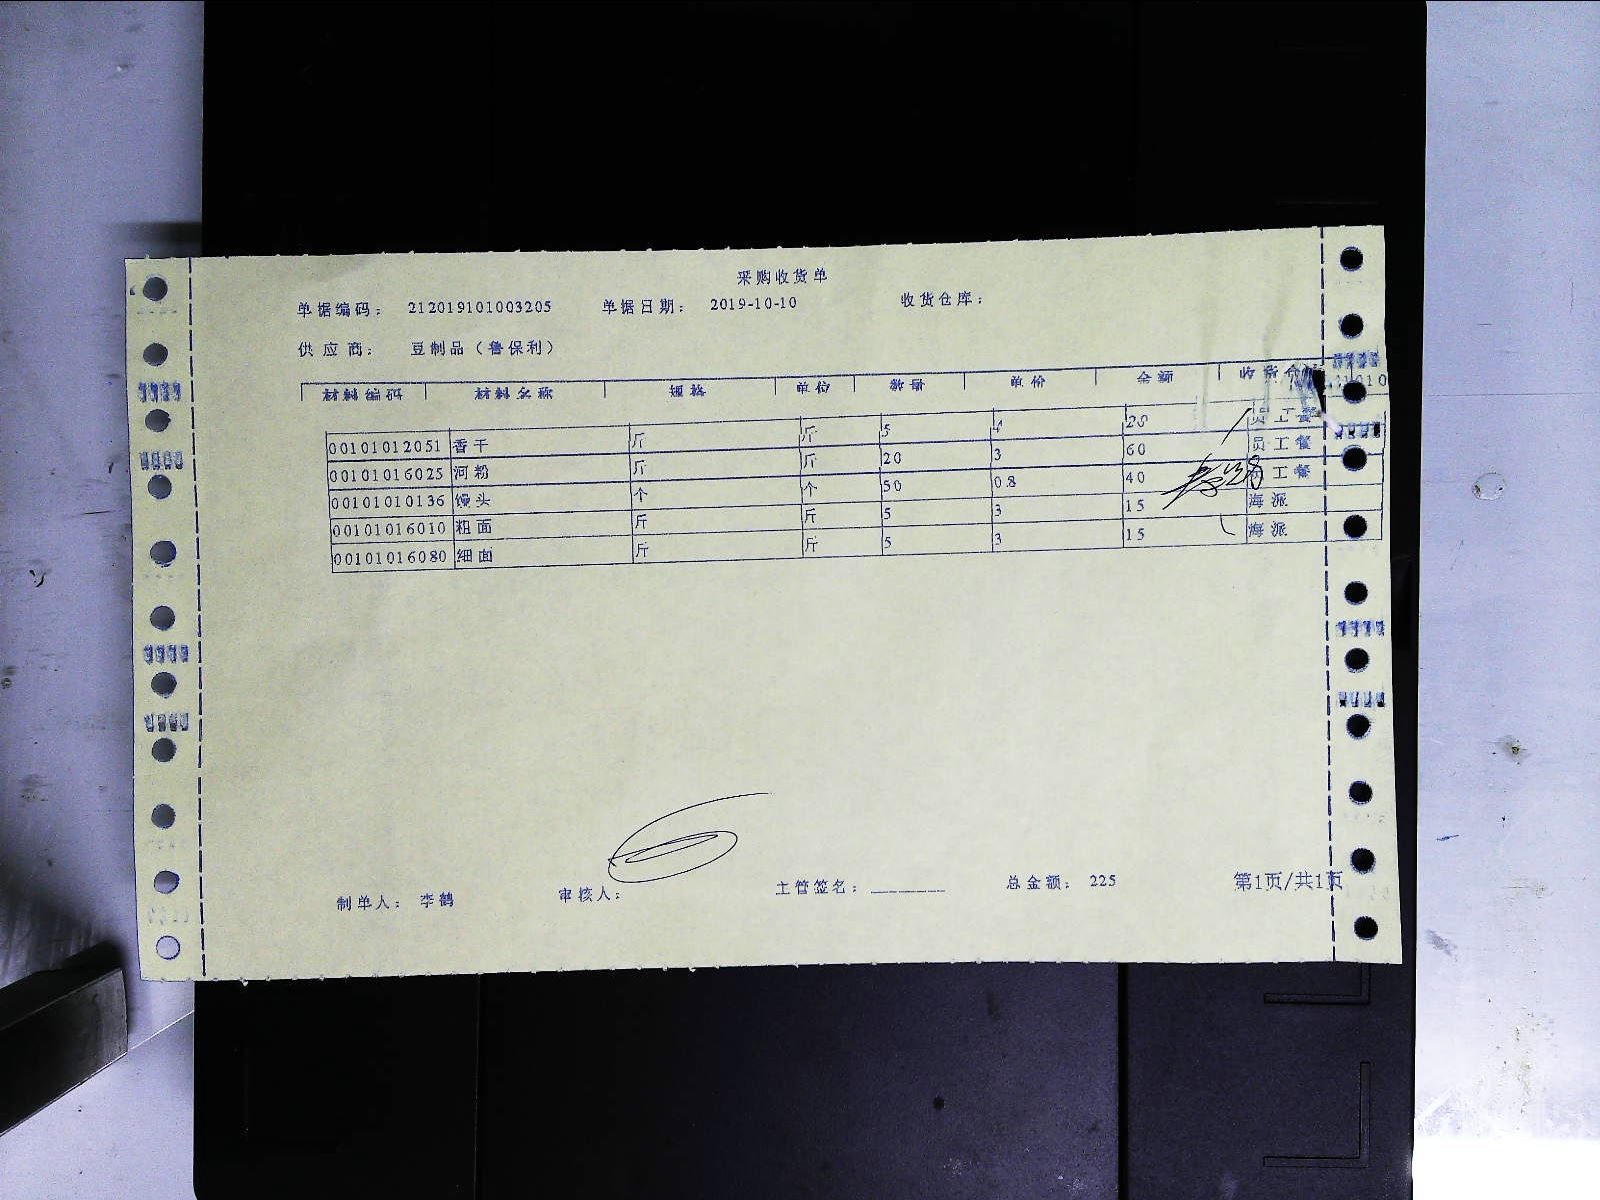 采购收货单
单据编码： 212019101003205 单据日期： 2019-10-10 收货仓库：
供应商： 豆制品（鲁保利）
材料编码 材料名称 规格 单位 数量 单价 金额 收货仓
00101012051 香干 斤 斤 5 4 员工餐
00101016025 河粉 斤 斤 20 3 60 员工餐
00101010136 馒头 个 个 50 0.8 40 工餐
00101016010 粗面 斤 斤 5 3 15 海派
00101016080 细面 斤 斤 5 3 15 海派
制单人： 李鹤 审核人： 主管签名： 总金额： 225 第1页/共1页